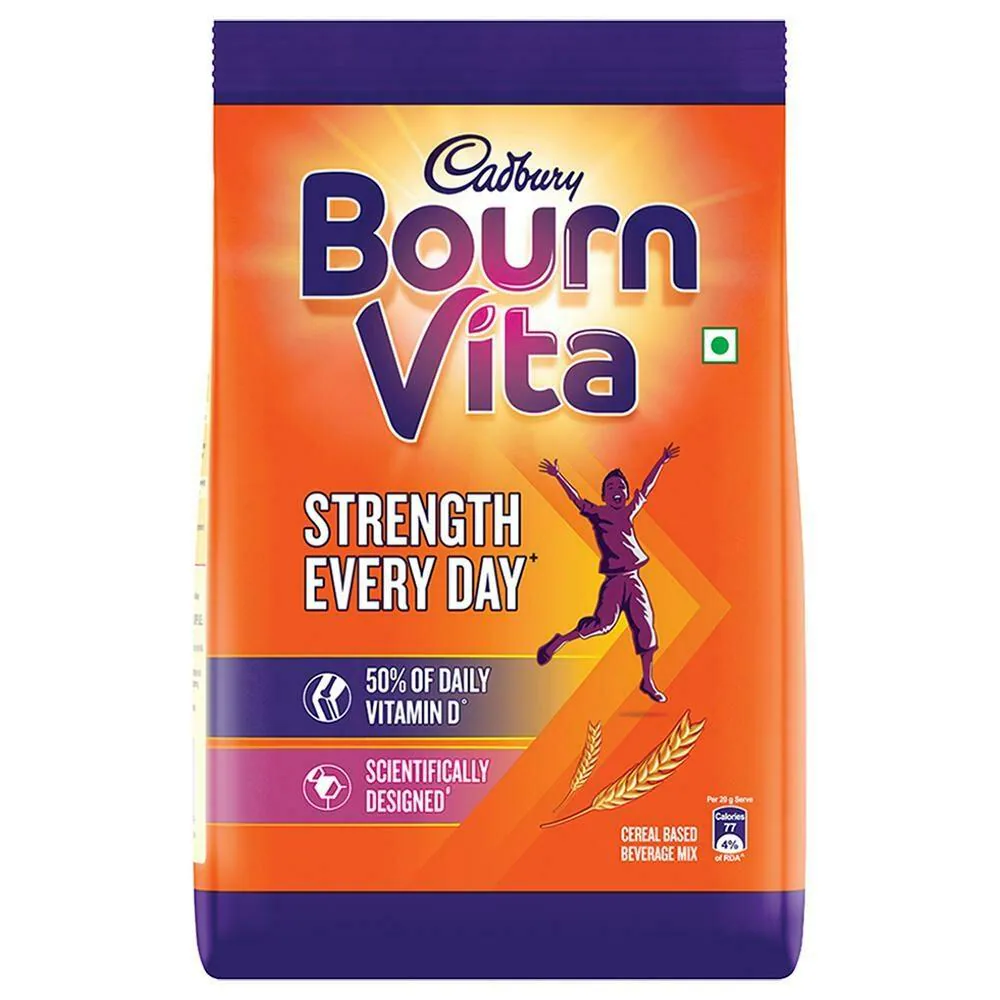 Cadbury
Bourn
Vita
STRENGTH
EVERY DAY+
50% OF DAILY
VITAMIN D°
SCIENTIFICALLY
DESIGNED#
Per 20 g Serve
Calories
77
4%
of RDA^
CEREAL BASED
BEVERAGE MIX